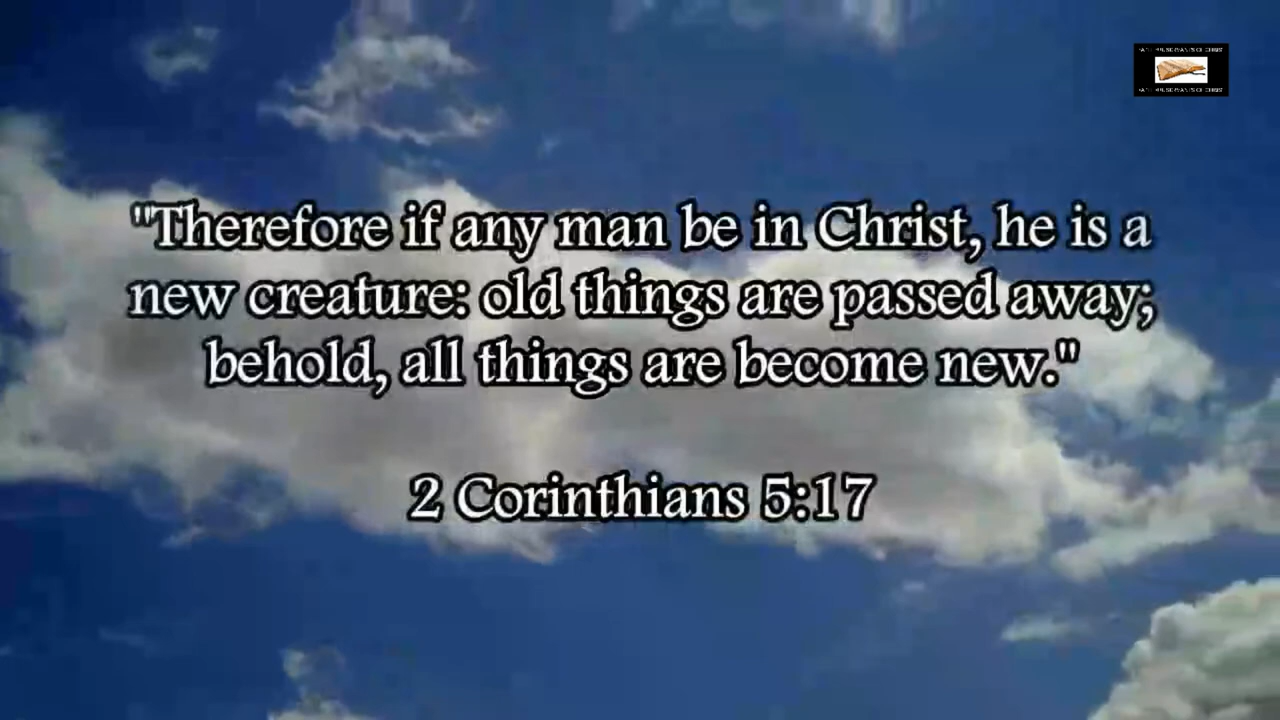 "Therefore if any man be in Christ, he is a
new creature: old things are passed away;
behold, all things are become new."
2 Corinthians 5:17